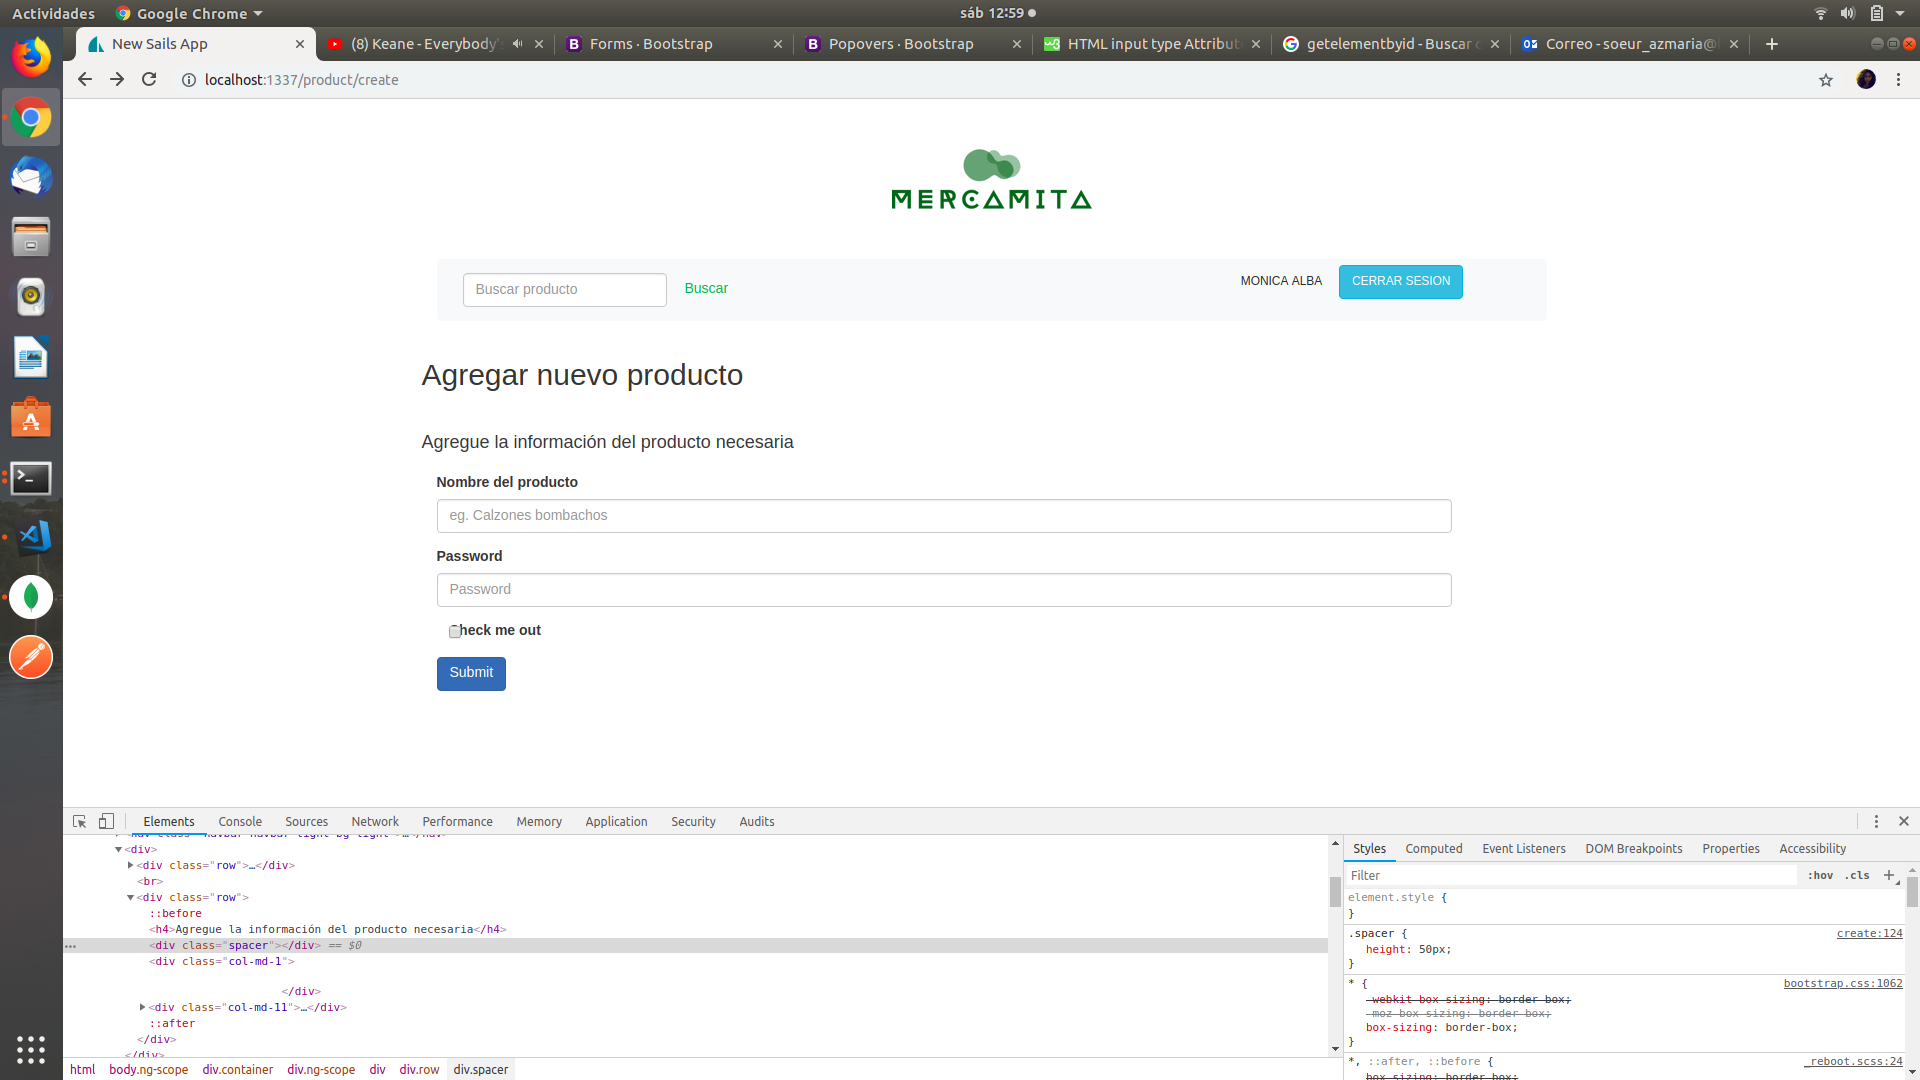 Actividades
Google Chrome
sáb 12:59
New Sails App
(8) Keane - Everybody's
Forms · Bootstrap
Popovers · Bootstrap
HTML input type Attribut
getelementbyid - Buscar
Correo - soeur_azmaria@
localhost:1337/product/create
MERCAMITA
Buscar producto
Buscar
MONICA ALBA
CERRAR SESION
Agregar nuevo producto
Agregue la información del producto necesaria
Nombre del producto
eg. Calzones bombachos
Password
Password
heck me out
Submit
Elements Console Sources Network Performance Memory Application Security Audits
<div>
<div class="row">…</div>
<br>
<div class="row">
::before
<h4>Agregue la información del producto necesaria</h4>
<div class="spacer"></div> == $0
<div class="col-md-1">
</div>
<div class="col-md-11">…</div>
::after
</div>
</div>
html body.ng-scope div.container div.ng-scope div div.row div.spacer
Styles Computed Event Listeners DOM Breakpoints Properties Accessibility
Filter :hov .cls +
element.style {
}
.spacer { create:124
height: 50px;
}
* { bootstrap.css:1062
-webkit-box-sizing: border-box;
-moz-box-sizing: border-box;
box-sizing: border-box;
}
*, ::after, ::before { _reboot.scss:24
box-sizing: border-box;